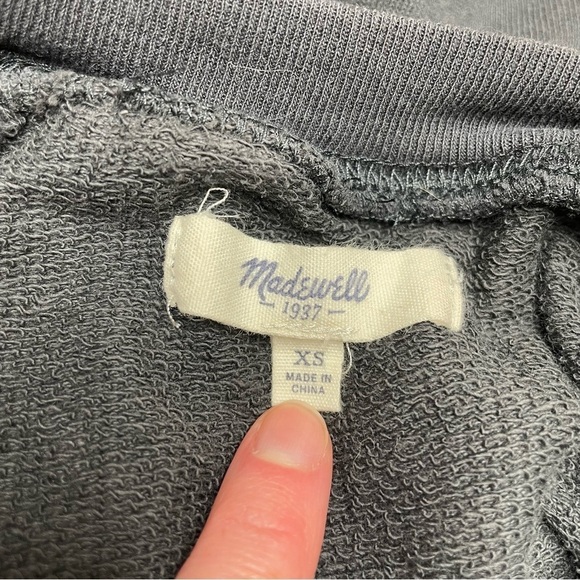 Madewell
- 1937 -
XS
MADE IN
CHINA